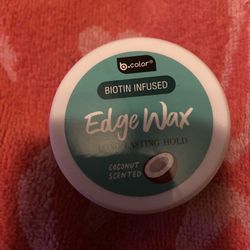 b.color®
BIOTIN INFUSED
Edge Wax
LONG LASTING HOLD
COCONUT
SCENTED